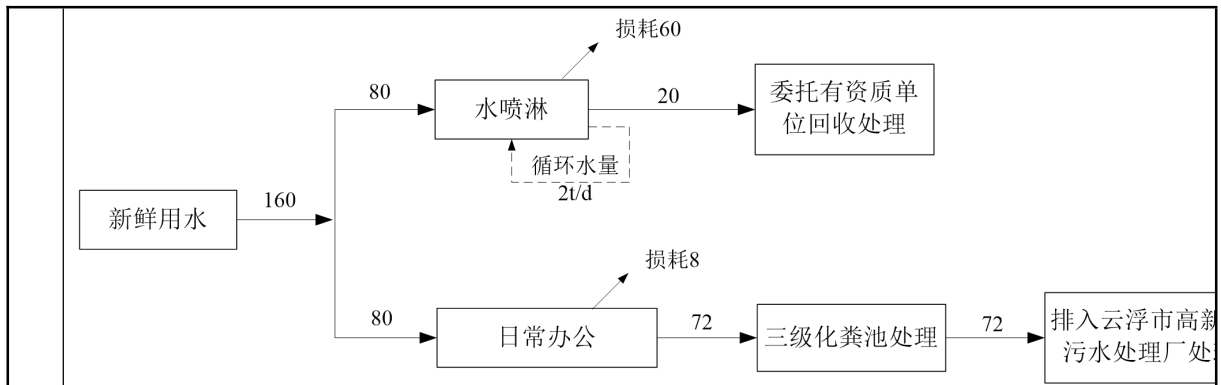 损耗60
80
水喷淋
20
委托有资质单
位回收处理
循环水量
2t/d
新鲜用水
160
损耗8
80
日常办公
72
三级化粪池处理
72
排入云浮市高新
污水处理厂处